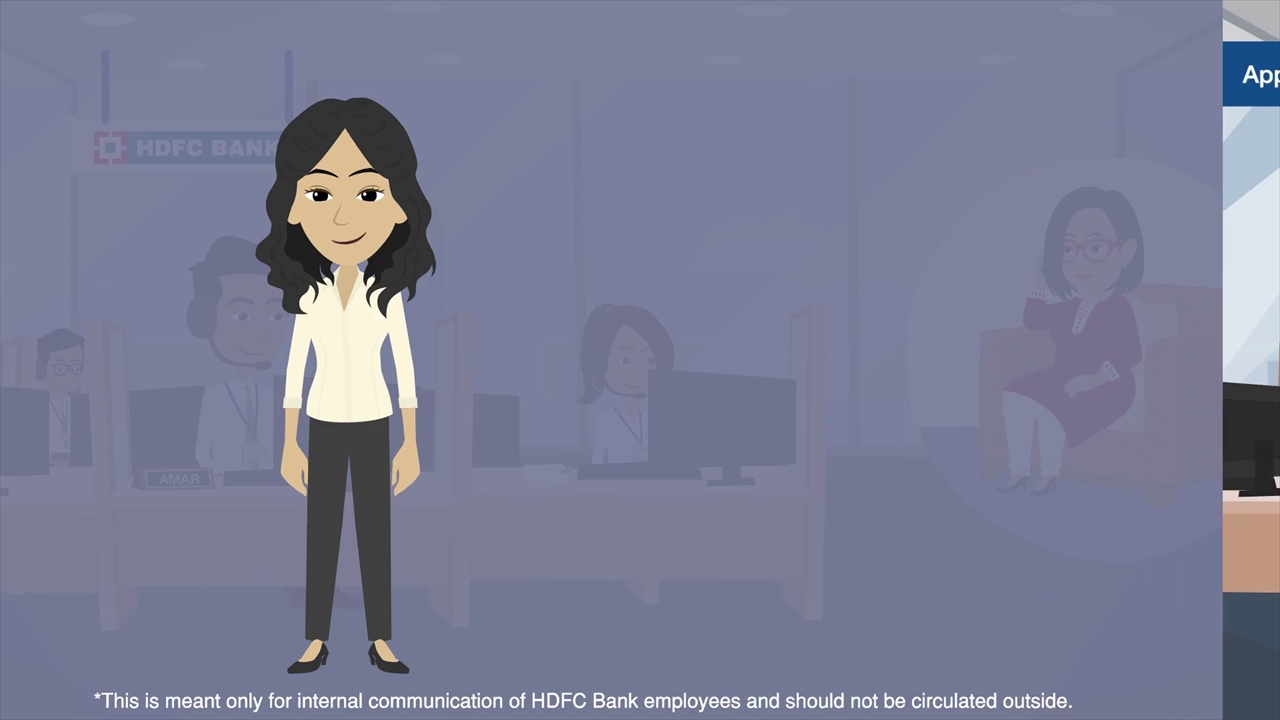 HDFC BANK
App
AMAR
*This is meant only for internal communication of HDFC Bank employees and should not be circulated outside.